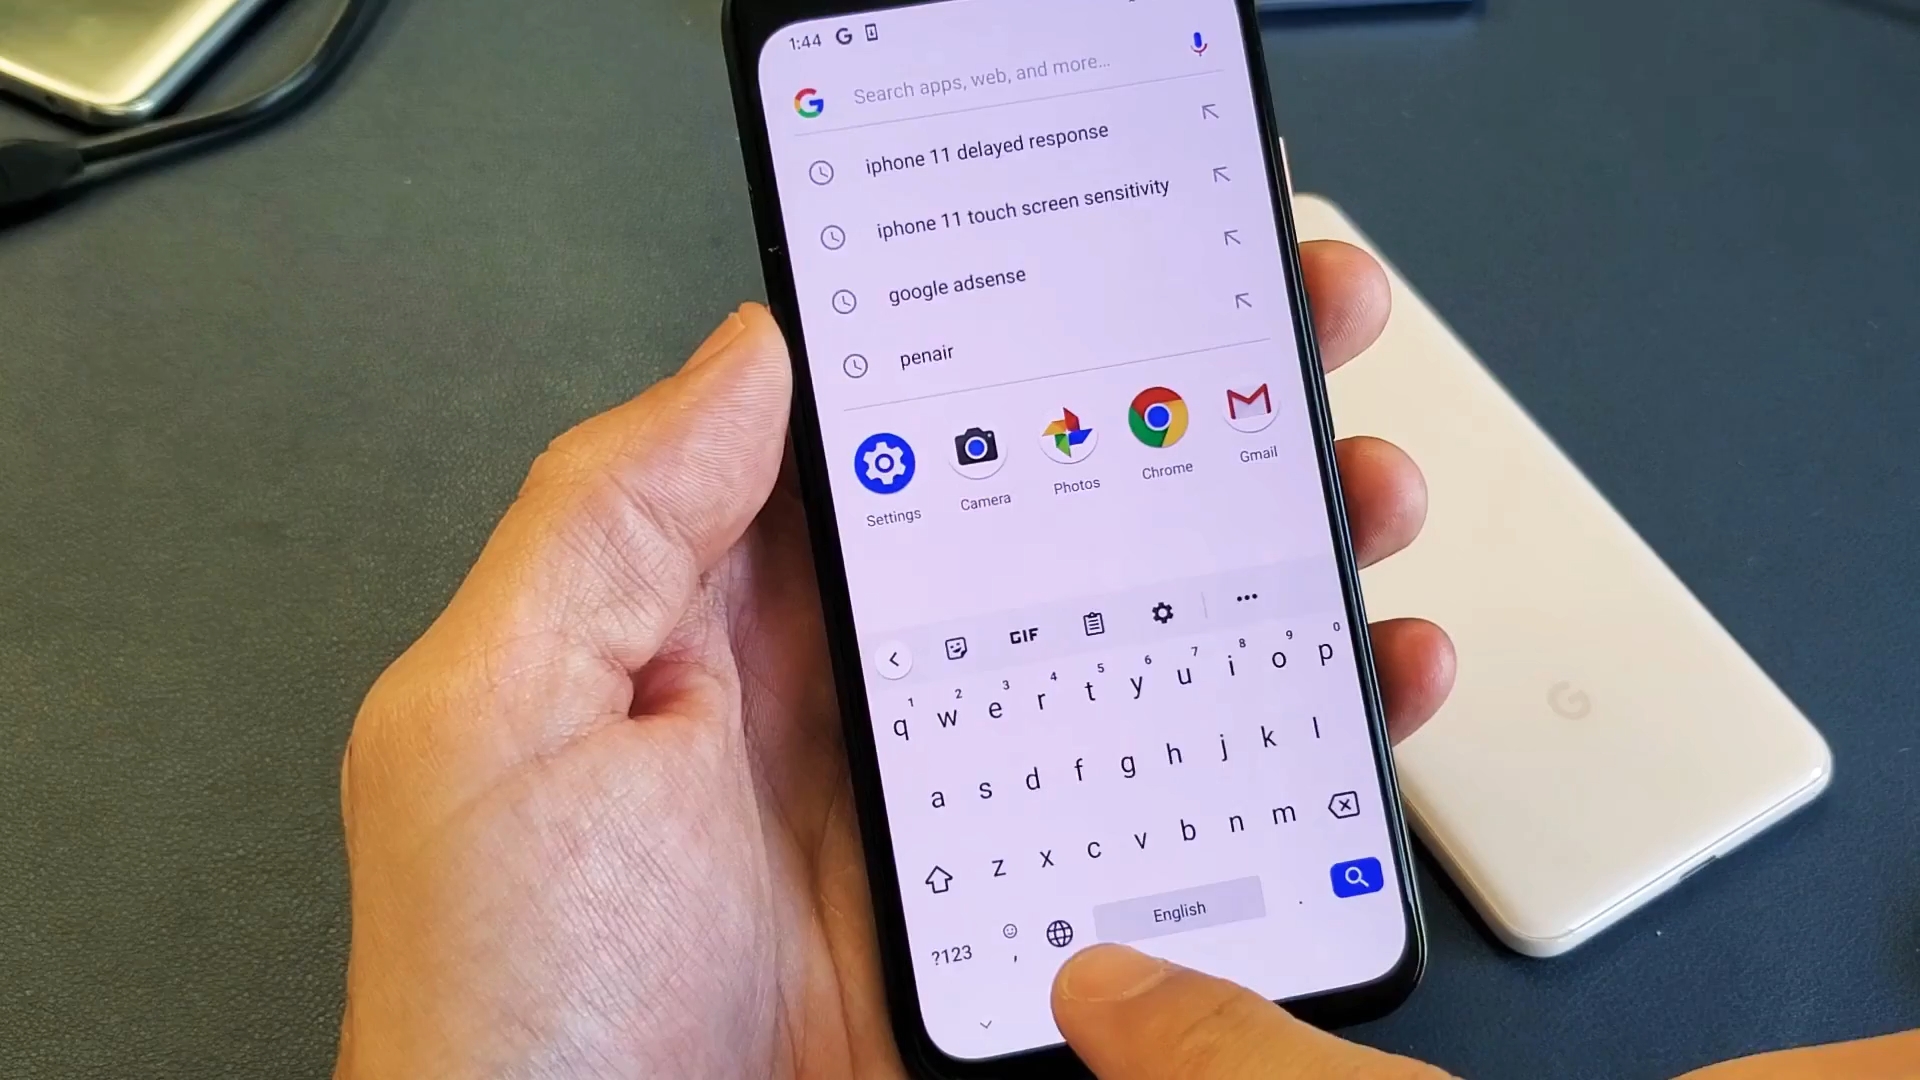 1:44 G
G Search apps, web, and more...
iphone 11 delayed response
iphone 11 touch screen sensitivity
google adsense
penair
Settings Camera Photos Chrome Gmail
GIF
1 2 3 4 5 6 7 8 9 0
q w e r t y u i o p
a s d f g h j k l
z x c v b n m
?123 , English .
G